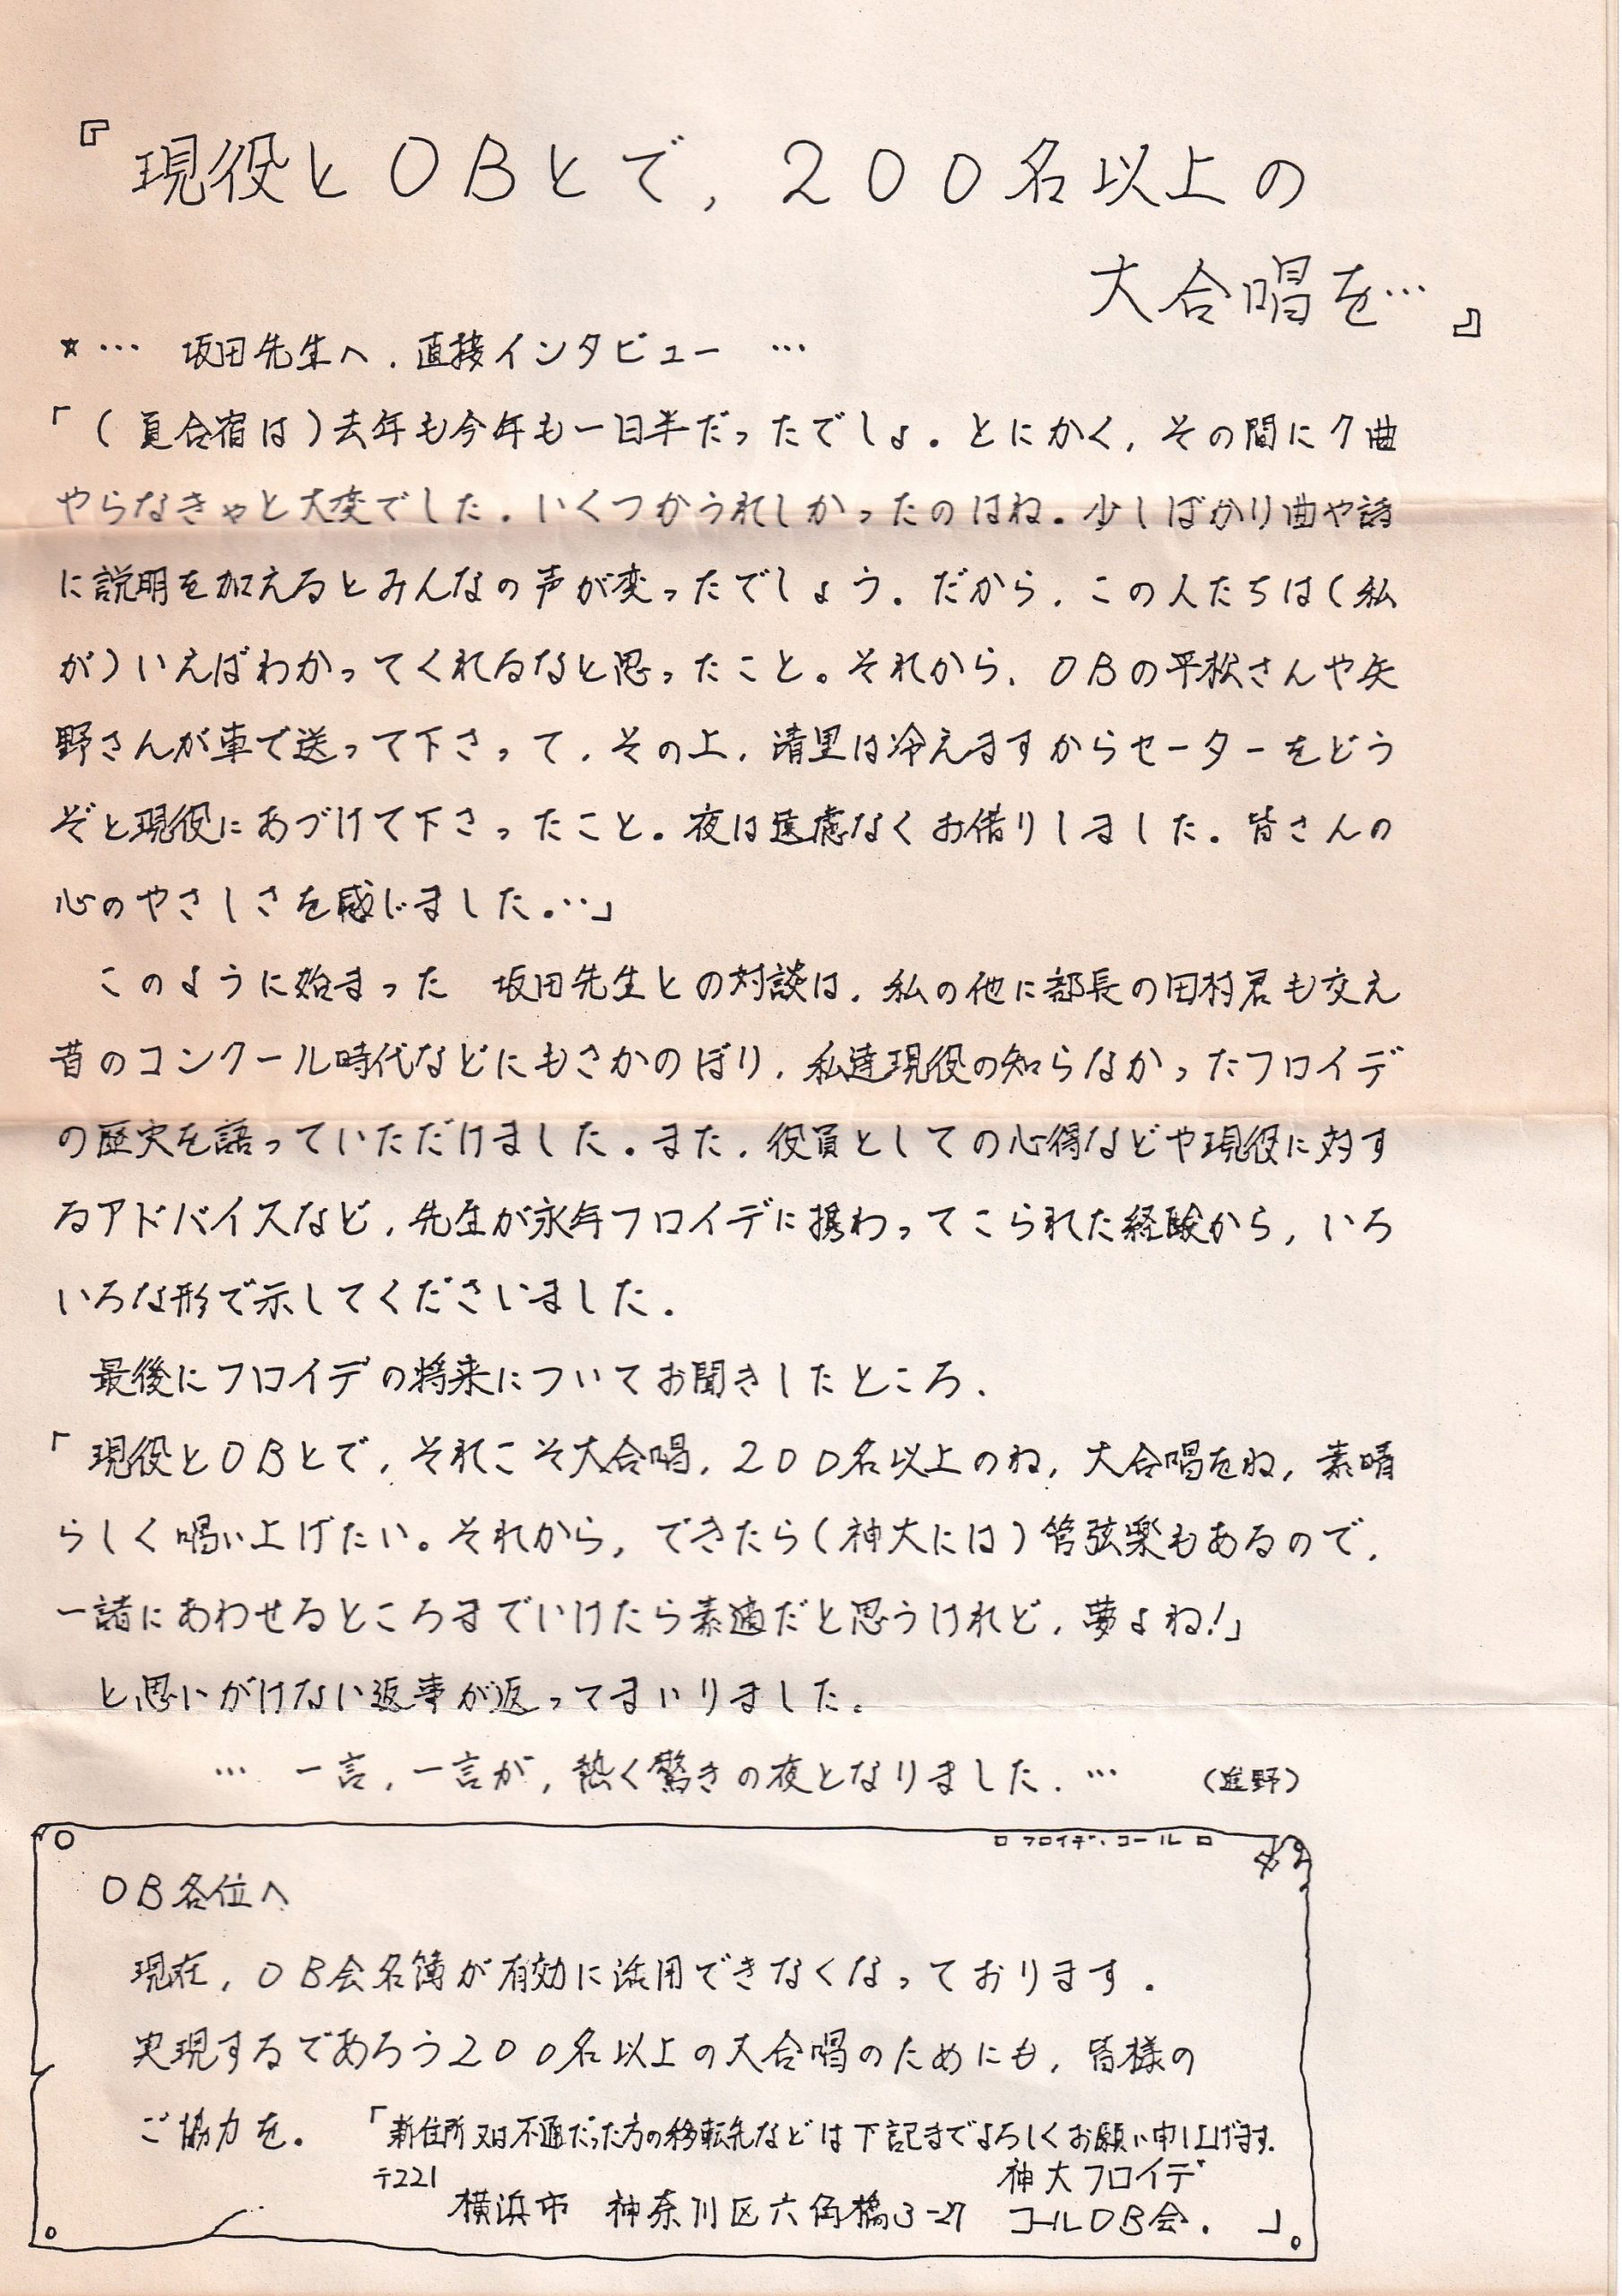 『現役とOBとで，200名以上の
大合唱を…』
★… 坂田先生へ．直接インタビュー …
「（夏合宿は）去年も今年も一日半だったでしょ。とにかく，その間に7曲
やらなきゃと大変でした．いくつかうれしかったのはね。少しばかり曲や詩
に説明を加えるとみんなの声が変ったでしょう．だから，この人たちは（私
が）いえばわかってくれるなと思ったこと。それから，OBの平松さんや矢
野さんが車で送って下さって，その上，清里は冷えますからセーターをどう
ぞと現役にあづけて下さったこと。夜は遠慮なくお借りしました．皆さんの
心のやさしさを感じました。…」
このように始まった 坂田先生との対談は，私の他に部長の田村君も交え
昔のコンクール時代などにもさかのぼり，私達現役の知らなかったフロイデ
の歴史を語っていただけました。また，役員としての心得などや現役に対す
るアドバイスなど，先生が永年フロイデに携わってこられた経験から，いろ
いろな形で示してくださいました．
最後にフロイデの将来についてお聞きしたところ，
「現役とOBとで，それこそ大合唱，200名以上のね，大合唱をね，素晴
らしく唱い上げたい。それから，できたら（神大には）管弦楽もあるので，
一諸にあわせるところまでいけたら素適だと思うけれど，夢よね！」
と思いがけない返事が返ってまいりました。
… 一言，一言が，熱く驚きの夜となりました．… （進野）
□ フロイデ・コール □
OB各位へ
現在，OB会名簿が有効に活用できなくなっております．
実現するであろう200名以上の大合唱のためにも，皆様の
ご協力を。「新住所又は不通だった方の移転先などは下記までよろしくお願い申し上げます．
〒221 横浜市 神奈川区六角橋3-27 神大フロイデ
コールOB会．」